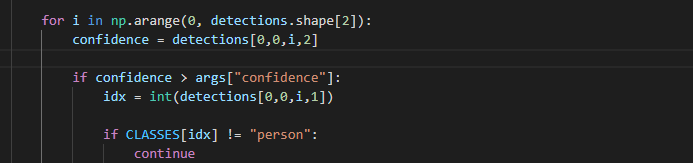 for i in np.arange(0, detections.shape[2]):
    confidence = detections[0,0,i,2]
    if confidence > args["confidence"]:
        idx = int(detections[0,0,i,1])
        if CLASSES[idx] != "person":
            continue